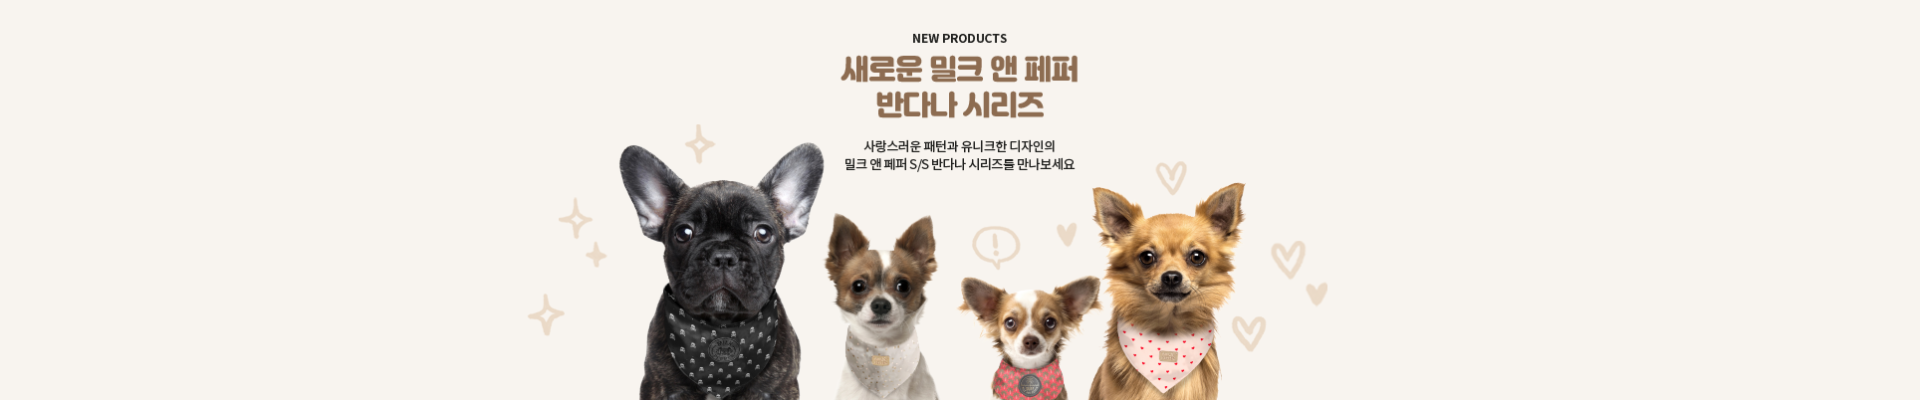 NEW PRODUCTS
새로운 밀크 앤 페퍼
반다나 시리즈
사랑스러운 패턴과 유니크한 디자인의
밀크 앤 페퍼 S/S 반다나 시리즈를 만나보세요
!